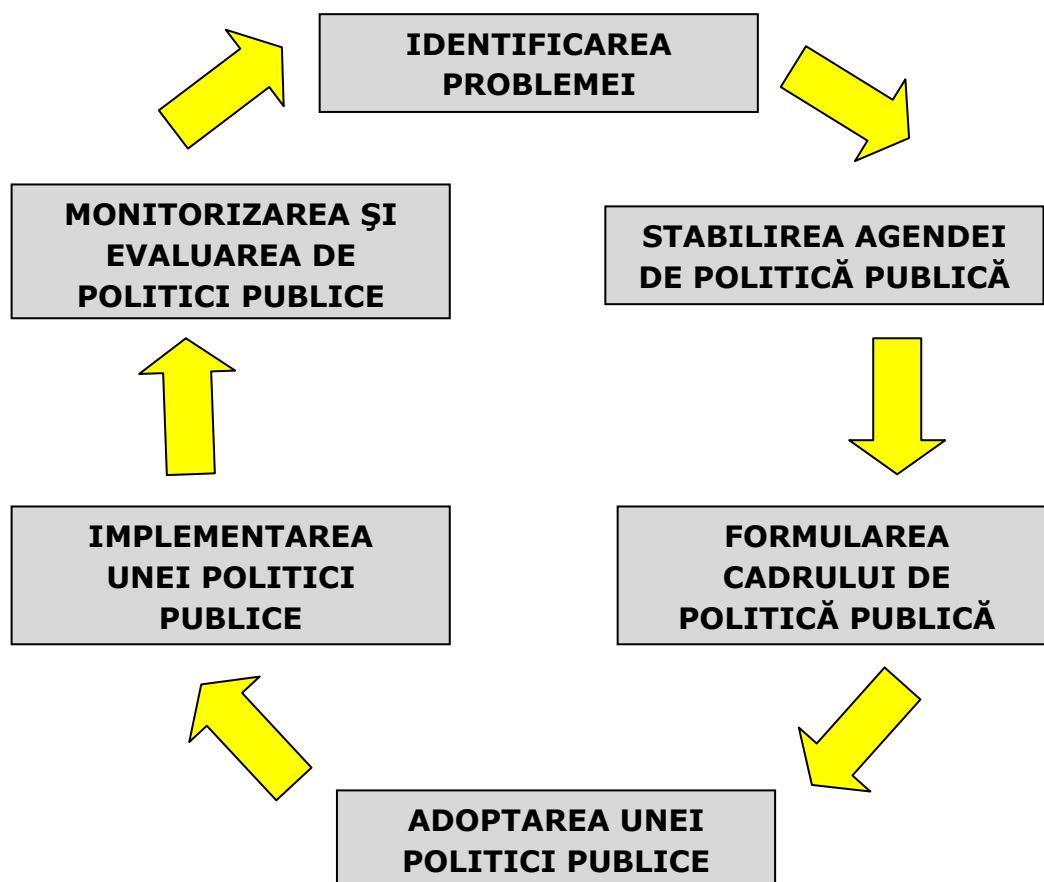 IDENTIFICAREA
PROBLEMEI
STABILIREA AGENDEI
DE POLITICĂ PUBLICĂ
FORMULAREA
CADRULUI DE
POLITICĂ PUBLICĂ
ADOPTAREA UNEI
POLITICI PUBLICE
IMPLEMENTAREA
UNEI POLITICI
PUBLICE
MONITORIZAREA ŞI
EVALUAREA DE
POLITICI PUBLICE